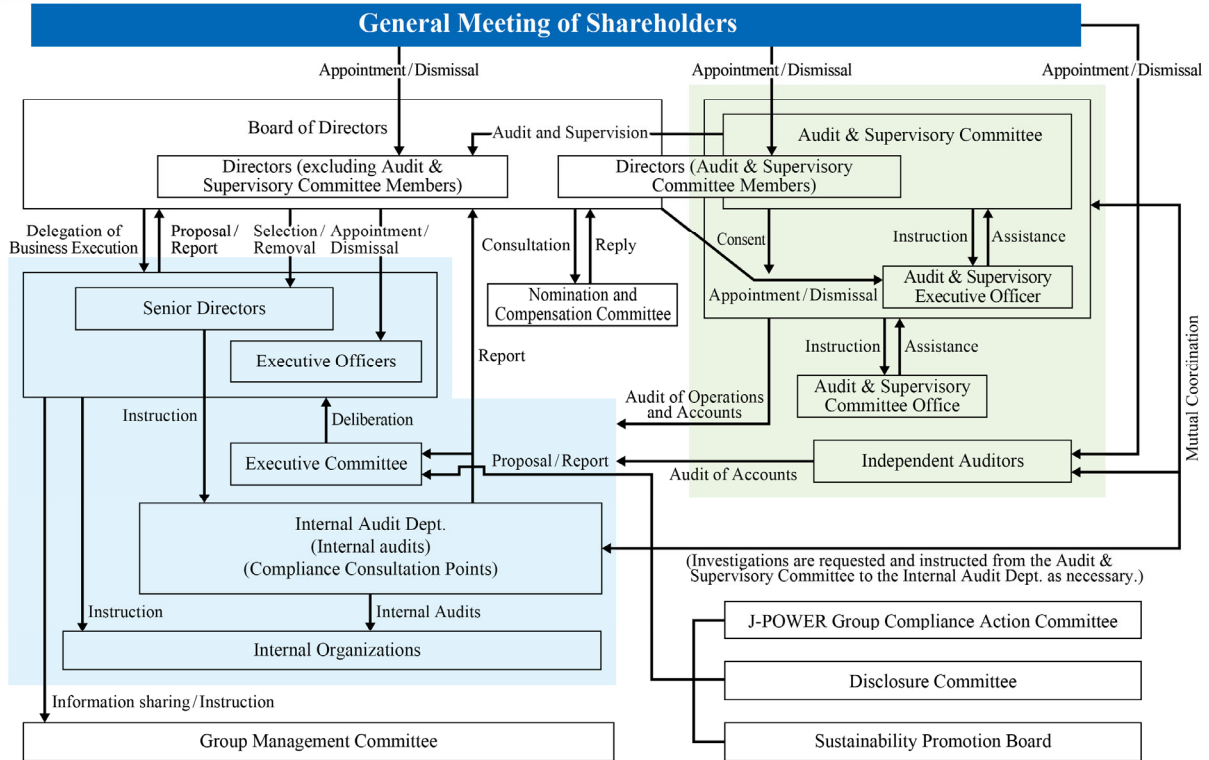 General Meeting of Shareholders
Appointment/Dismissal
Appointment/Dismissal
Appointment/Dismissal
Board of Directors
Audit and Supervision
Audit & Supervisory Committee
Directors (excluding Audit &
Supervisory Committee Members)
Directors (Audit & Supervisory
Committee Members)
Delegation of
Business Execution
Proposal/
Report
Selection/
Removal
Appointment/
Dismissal
Consultation
Reply
Consent
Instruction
Assistance
Appointment/Dismissal
Audit & Supervisory
Executive Officer
Senior Directors
Nomination and
Compensation Committee
Executive Officers
Report
Instruction
Assistance
Mutual Coordination
Audit & Supervisory
Committee Office
Audit of Operations
and Accounts
Instruction
Deliberation
Executive Committee
Proposal/Report
Audit of Accounts
Independent Auditors
Internal Audit Dept.
(Internal audits)
(Compliance Consultation Points)
(Investigations are requested and instructed from the Audit &
Supervisory Committee to the Internal Audit Dept. as necessary.)
Instruction
Internal Audits
J-POWER Group Compliance Action Committee
Internal Organizations
Disclosure Committee
Information sharing/Instruction
Group Management Committee
Sustainability Promotion Board